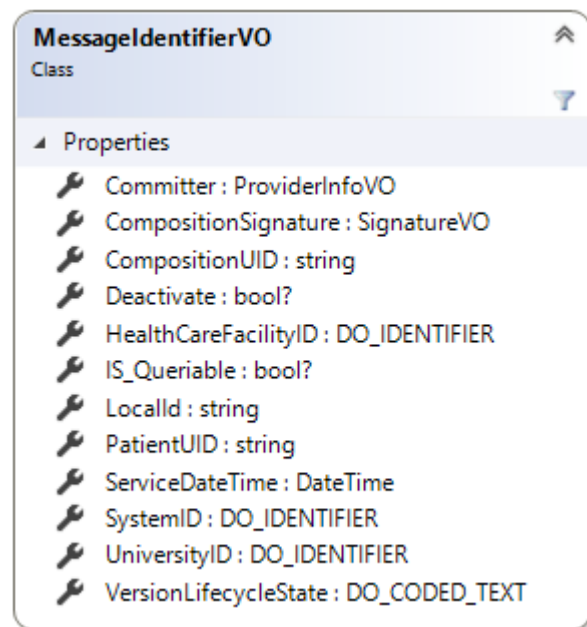 MessageIdentifierVO
Class
Properties
Committer : ProviderInfoVO
CompositionSignature : SignatureVO
CompositionUID : string
Deactivate : bool?
HealthCareFacilityID : DO_IDENTIFIER
IS_Queriable : bool?
LocalId : string
PatientUID : string
ServiceDateTime : DateTime
SystemID : DO_IDENTIFIER
UniversityID : DO_IDENTIFIER
VersionLifecycleState : DO_CODED_TEXT